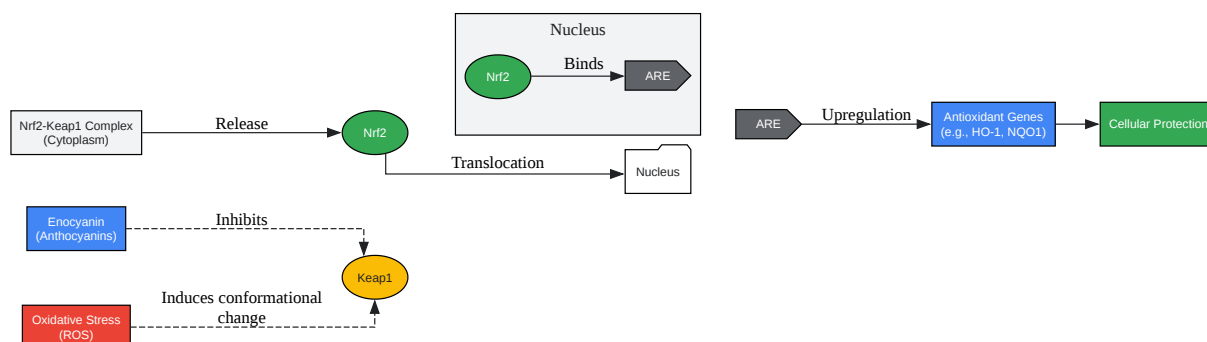 Nucleus
Nrf2
Binds
ARE
Nrf2-Keap1 Complex
(Cytoplasm)
Release
Nrf2
Translocation
Nucleus
ARE
Upregulation
Antioxidant Genes
(e.g., HO-1, NQO1)
Cellular Protection
Enocyanin
(Anthocyanins)
Inhibits
Keap1
Oxidative Stress
(ROS)
Induces conformational
change